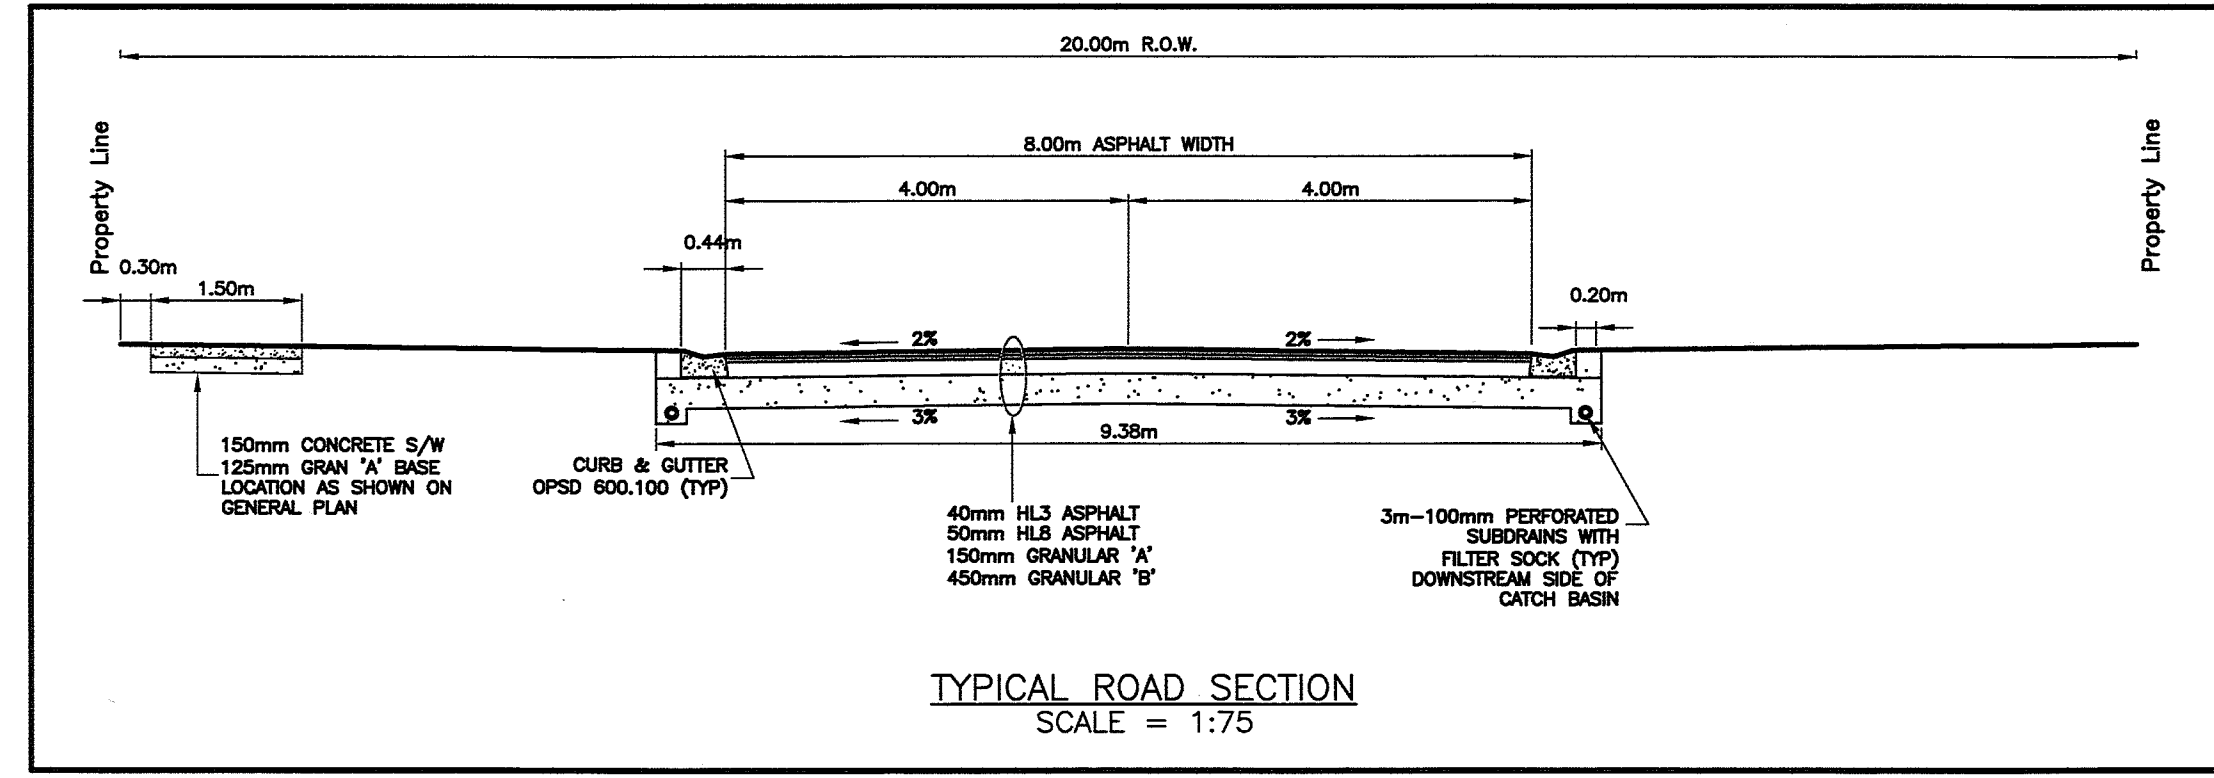 20.00m R.O.W.
Property Line
Property Line
8.00m ASPHALT WIDTH
4.00m
4.00m
0.44m
0.30m
1.50m
0.20m
2%
2%
3%
3%
9.38m
150mm CONCRETE S/W
125mm GRAN 'A' BASE
LOCATION AS SHOWN ON
GENERAL PLAN
CURB & GUTTER
OPSD 600.100 (TYP)
40mm HL3 ASPHALT
50mm HL8 ASPHALT
150mm GRANULAR 'A'
450mm GRANULAR 'B'
3m-100mm PERFORATED
SUBDRAINS WITH
FILTER SOCK (TYP)
DOWNSTREAM SIDE OF
CATCH BASIN
TYPICAL ROAD SECTION
SCALE = 1:75